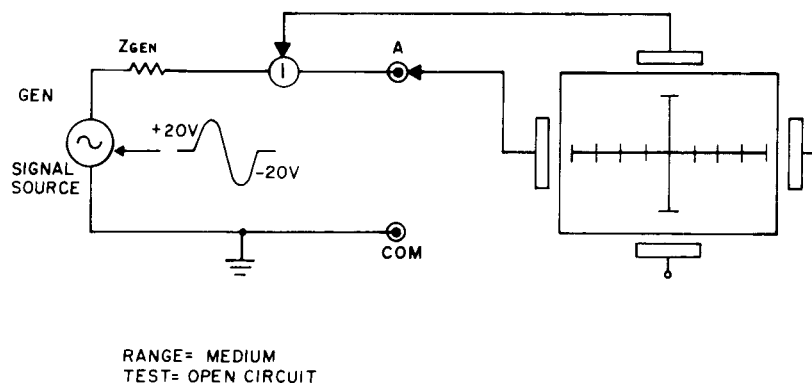 A
ZGEN
I
GEN
+20V
-20V
SIGNAL
SOURCE
COM
RANGE= MEDIUM
TEST= OPEN CIRCUIT